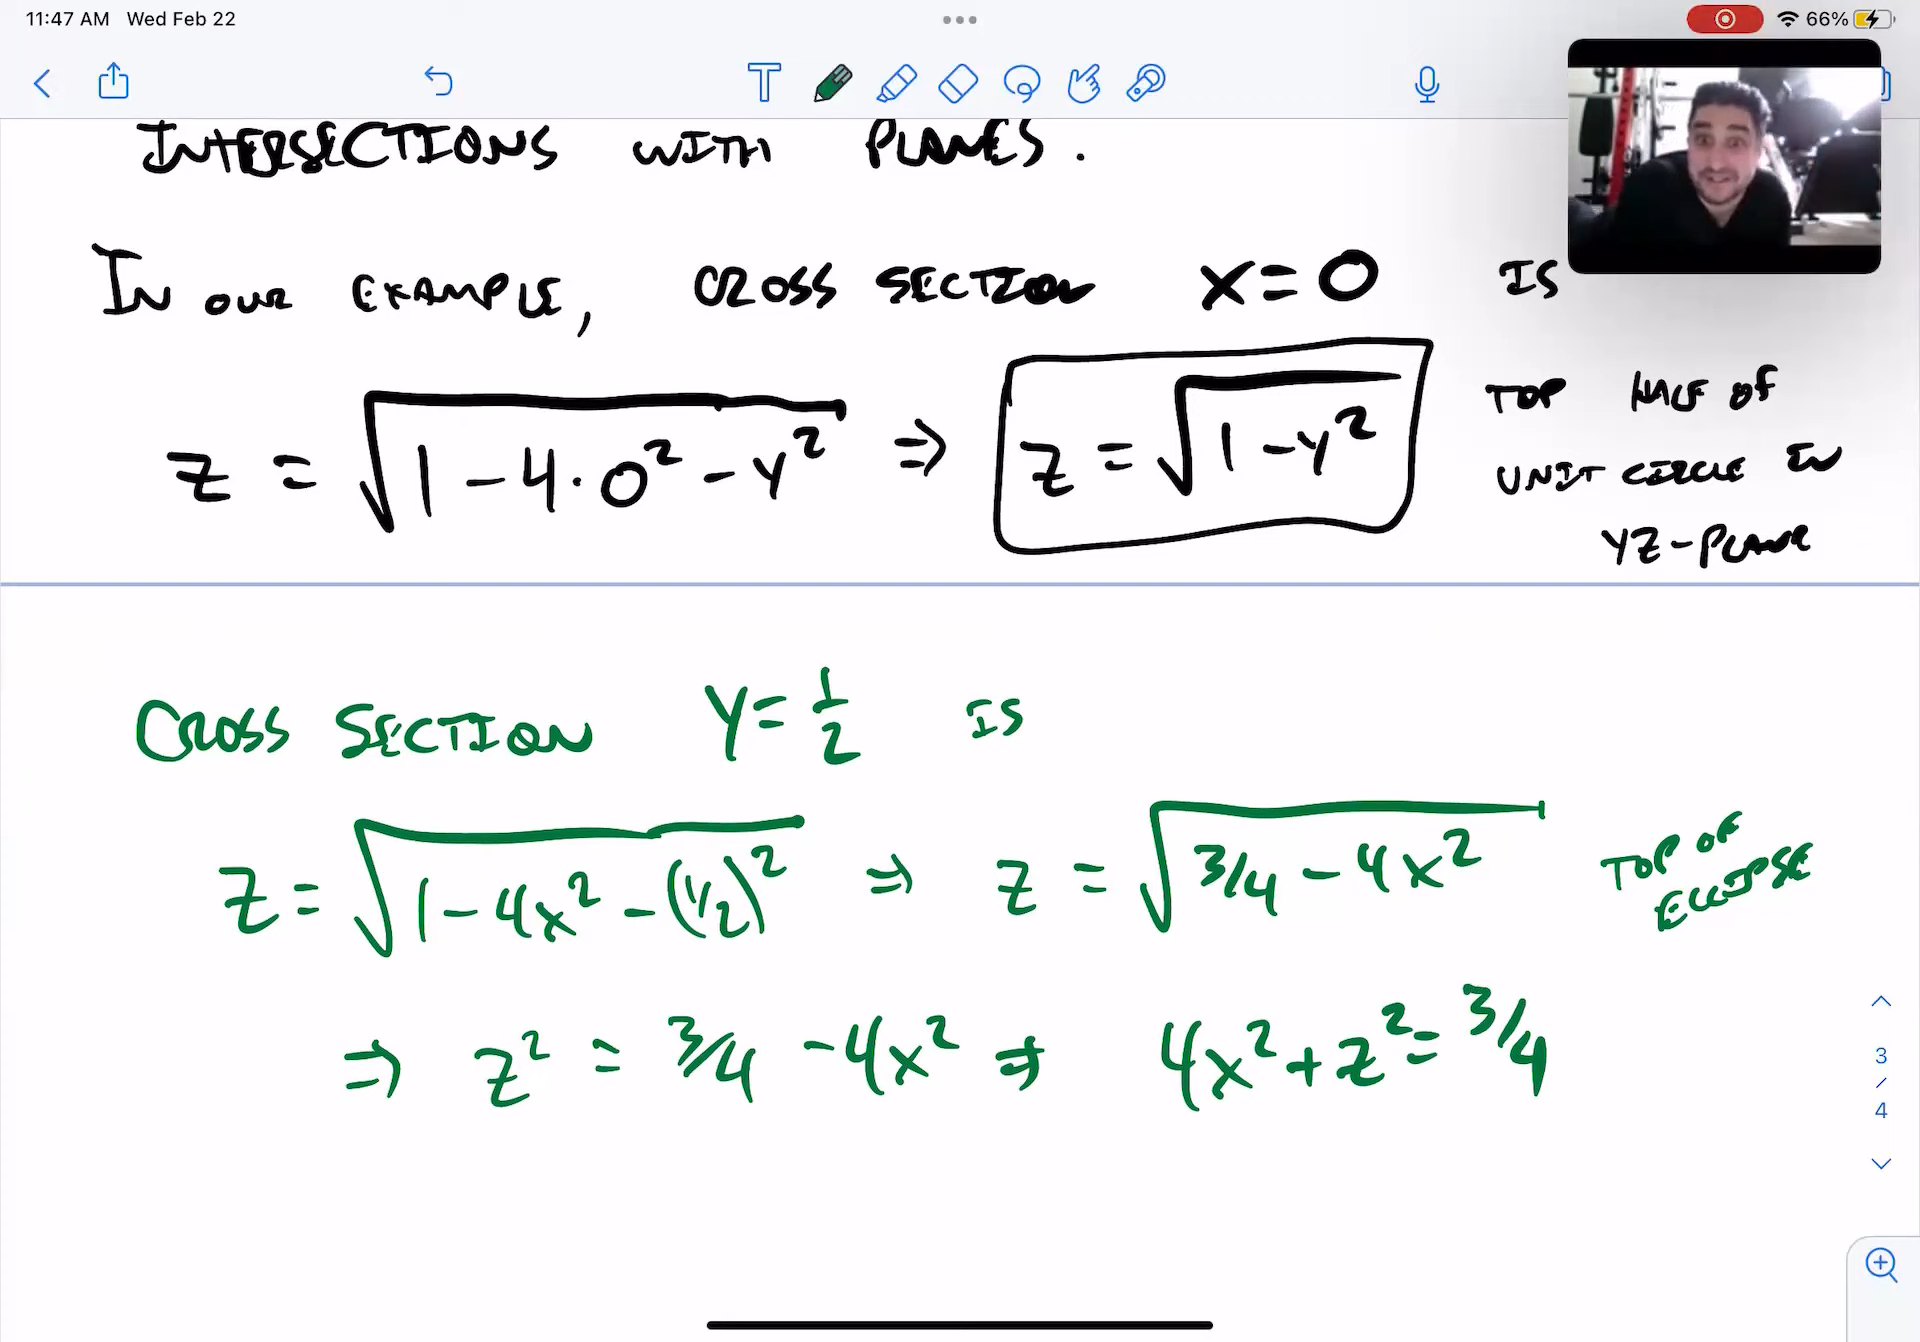 11:47 AM Wed Feb 22
66%
INTERSECTIONS WITH PLANES.
IN OUR EXAMPLE, CROSS SECTION x=0 IS
z = √(1-4·0²-y²) ⇒ z = √(1-y²)
TOP HALF OF
UNIT CIRCLE IN
YZ-PLANE
CROSS SECTION Y=1/2 IS
z = √(1-4x²-(1/2)²) ⇒ z = √(3/4-4x²)
TOP OF
ELLIPSE
⇒ z² = 3/4 -4x² ⇒ 4x²+z²=3/4
3
/
4